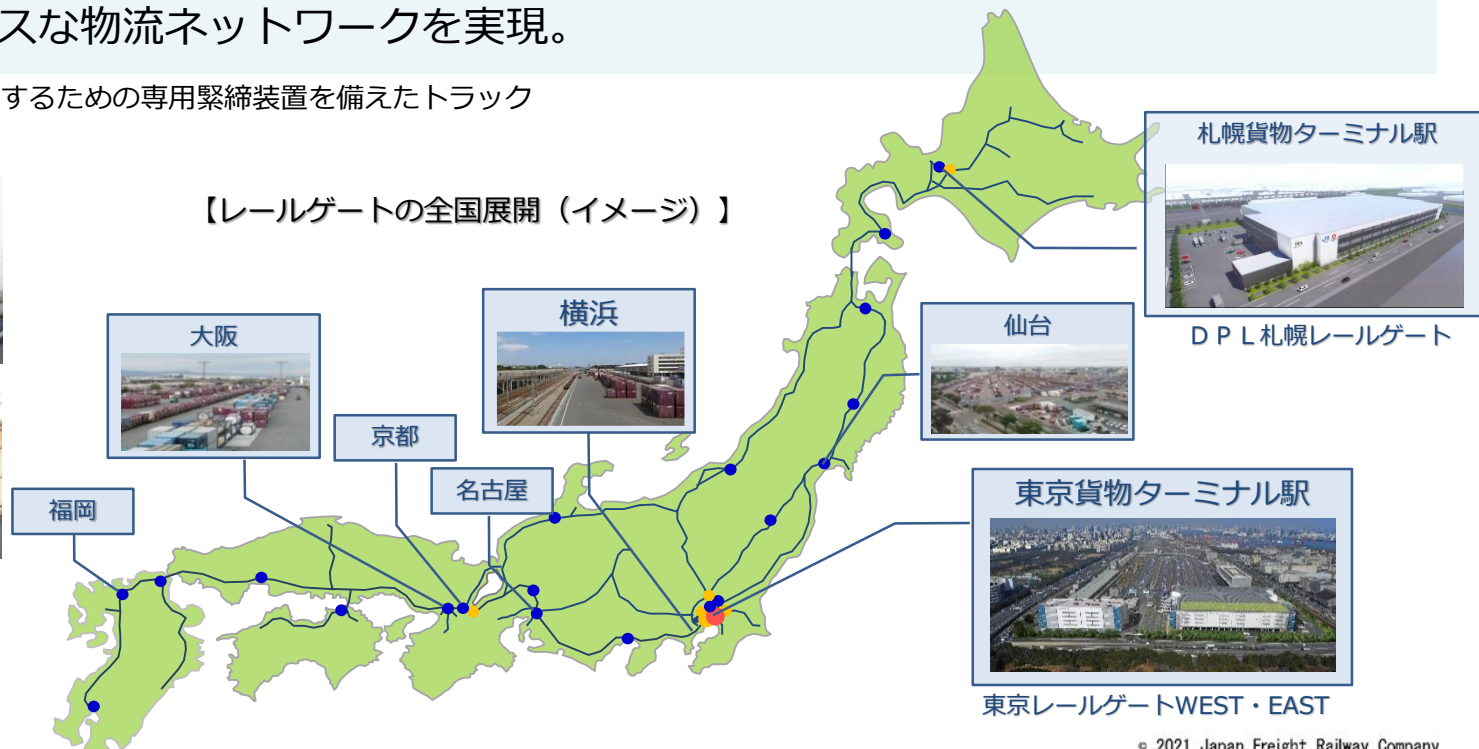 スな物流ネットワークを実現。
するための専用緊締装置を備えたトラック
【レールゲートの全国展開（イメージ）】
札幌貨物ターミナル駅
ＤＰＬ札幌レールゲート
大阪
横浜
仙台
京都
名古屋
福岡
東京貨物ターミナル駅
東京レールゲートWEST・EAST
© 2021 Japan Freight Railway Company